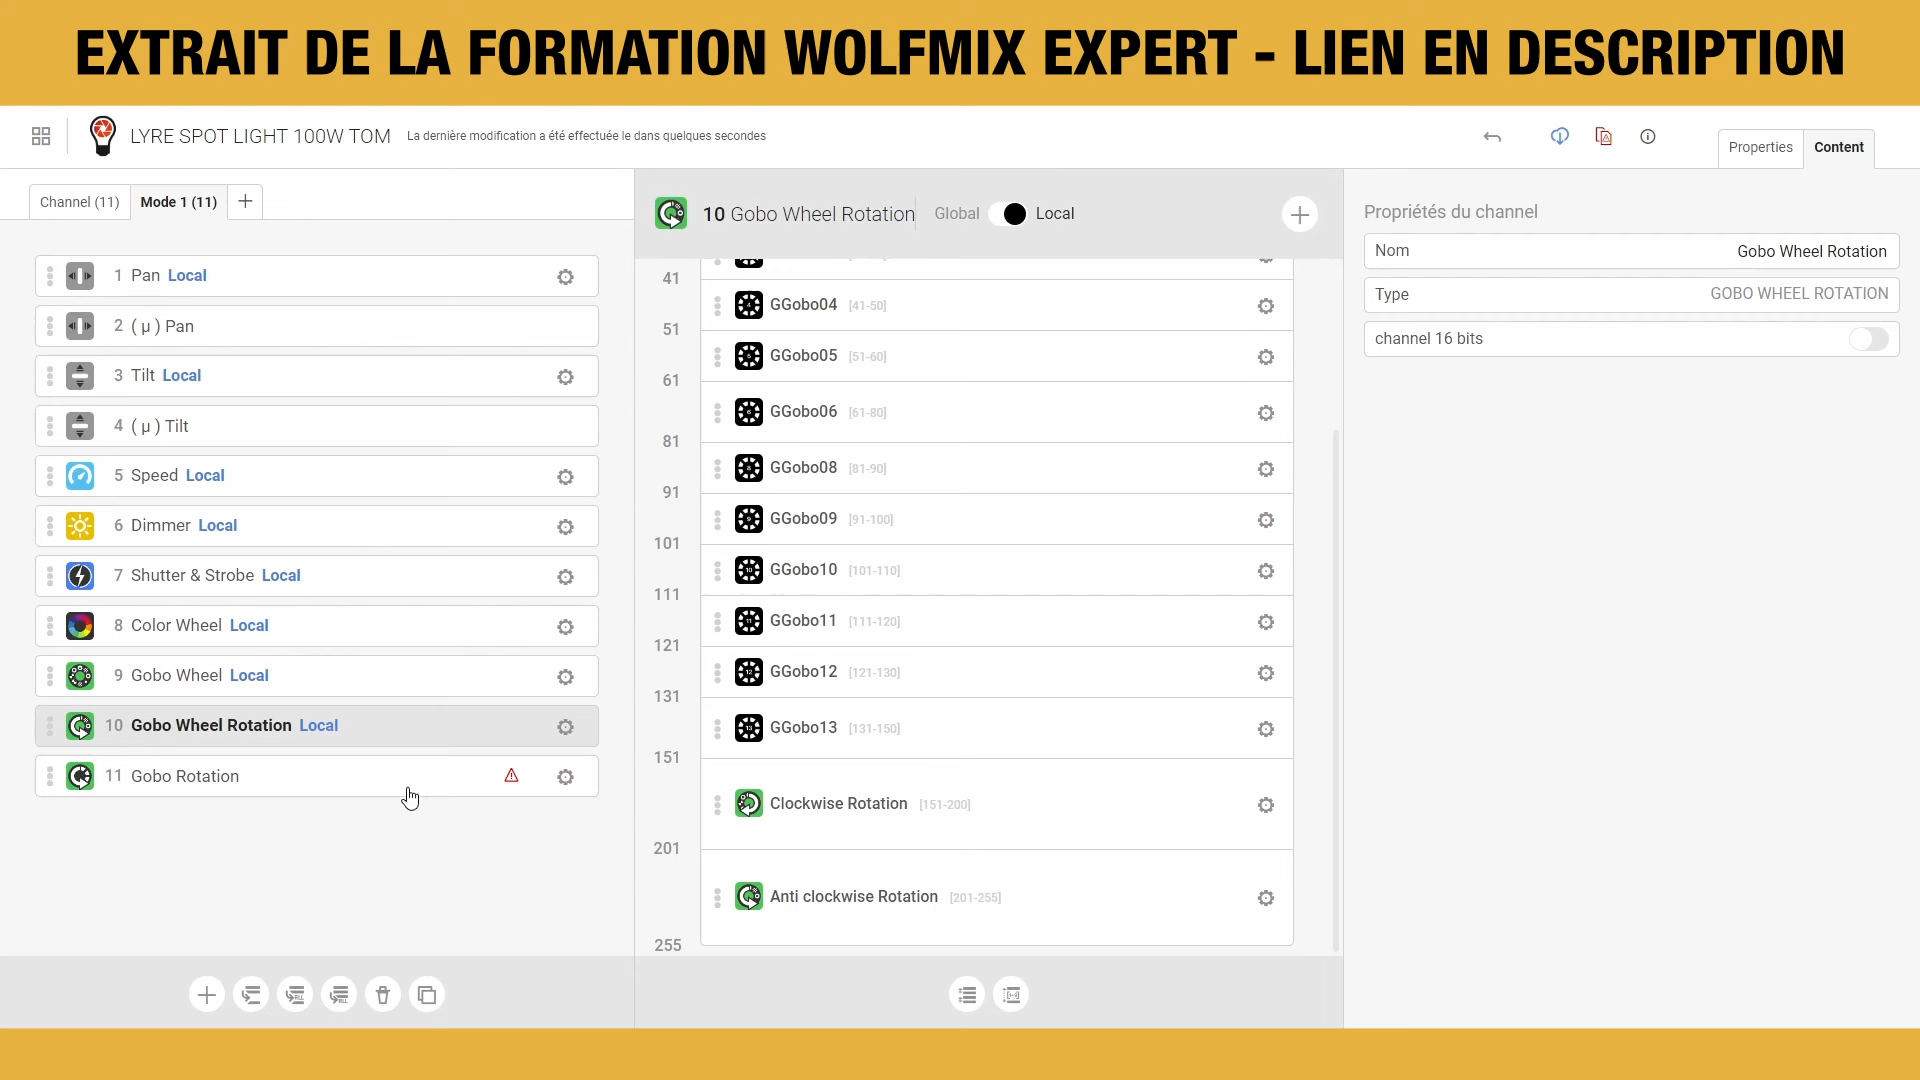 EXTRAIT DE LA FORMATION WOLFMIX EXPERT - LIEN EN DESCRIPTION
LYRE SPOT LIGHT 100W TOM
La dernière modification a été effectuée le dans quelques secondes
Properties
Content
Channel (11)
Mode 1 (11)
1 Pan Local
2 ( µ ) Pan
3 Tilt Local
4 ( µ ) Tilt
5 Speed Local
6 Dimmer Local
7 Shutter & Strobe Local
8 Color Wheel Local
9 Gobo Wheel Local
10 Gobo Wheel Rotation Local
11 Gobo Rotation
10 Gobo Wheel Rotation
Global
Local
41
GGobo04 [41-50]
51
GGobo05 [51-60]
61
GGobo06 [61-80]
81
GGobo08 [81-90]
91
GGobo09 [91-100]
101
GGobo10 [101-110]
111
GGobo11 [111-120]
121
GGobo12 [121-130]
131
GGobo13 [131-150]
151
Clockwise Rotation [151-200]
201
Anti clockwise Rotation [201-255]
255
Propriétés du channel
Nom
Gobo Wheel Rotation
Type
GOBO WHEEL ROTATION
channel 16 bits